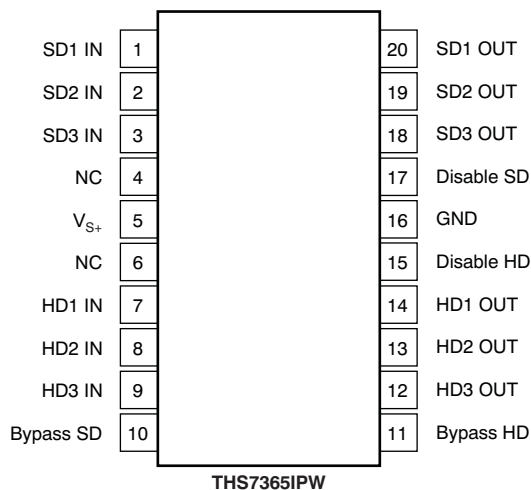 SD1 IN 1 20 SD1 OUT
SD2 IN 2 19 SD2 OUT
SD3 IN 3 18 SD3 OUT
NC 4 17 Disable SD
VS+ 5 16 GND
NC 6 15 Disable HD
HD1 IN 7 14 HD1 OUT
HD2 IN 8 13 HD2 OUT
HD3 IN 9 12 HD3 OUT
Bypass SD 10 11 Bypass HD
THS7365IPW